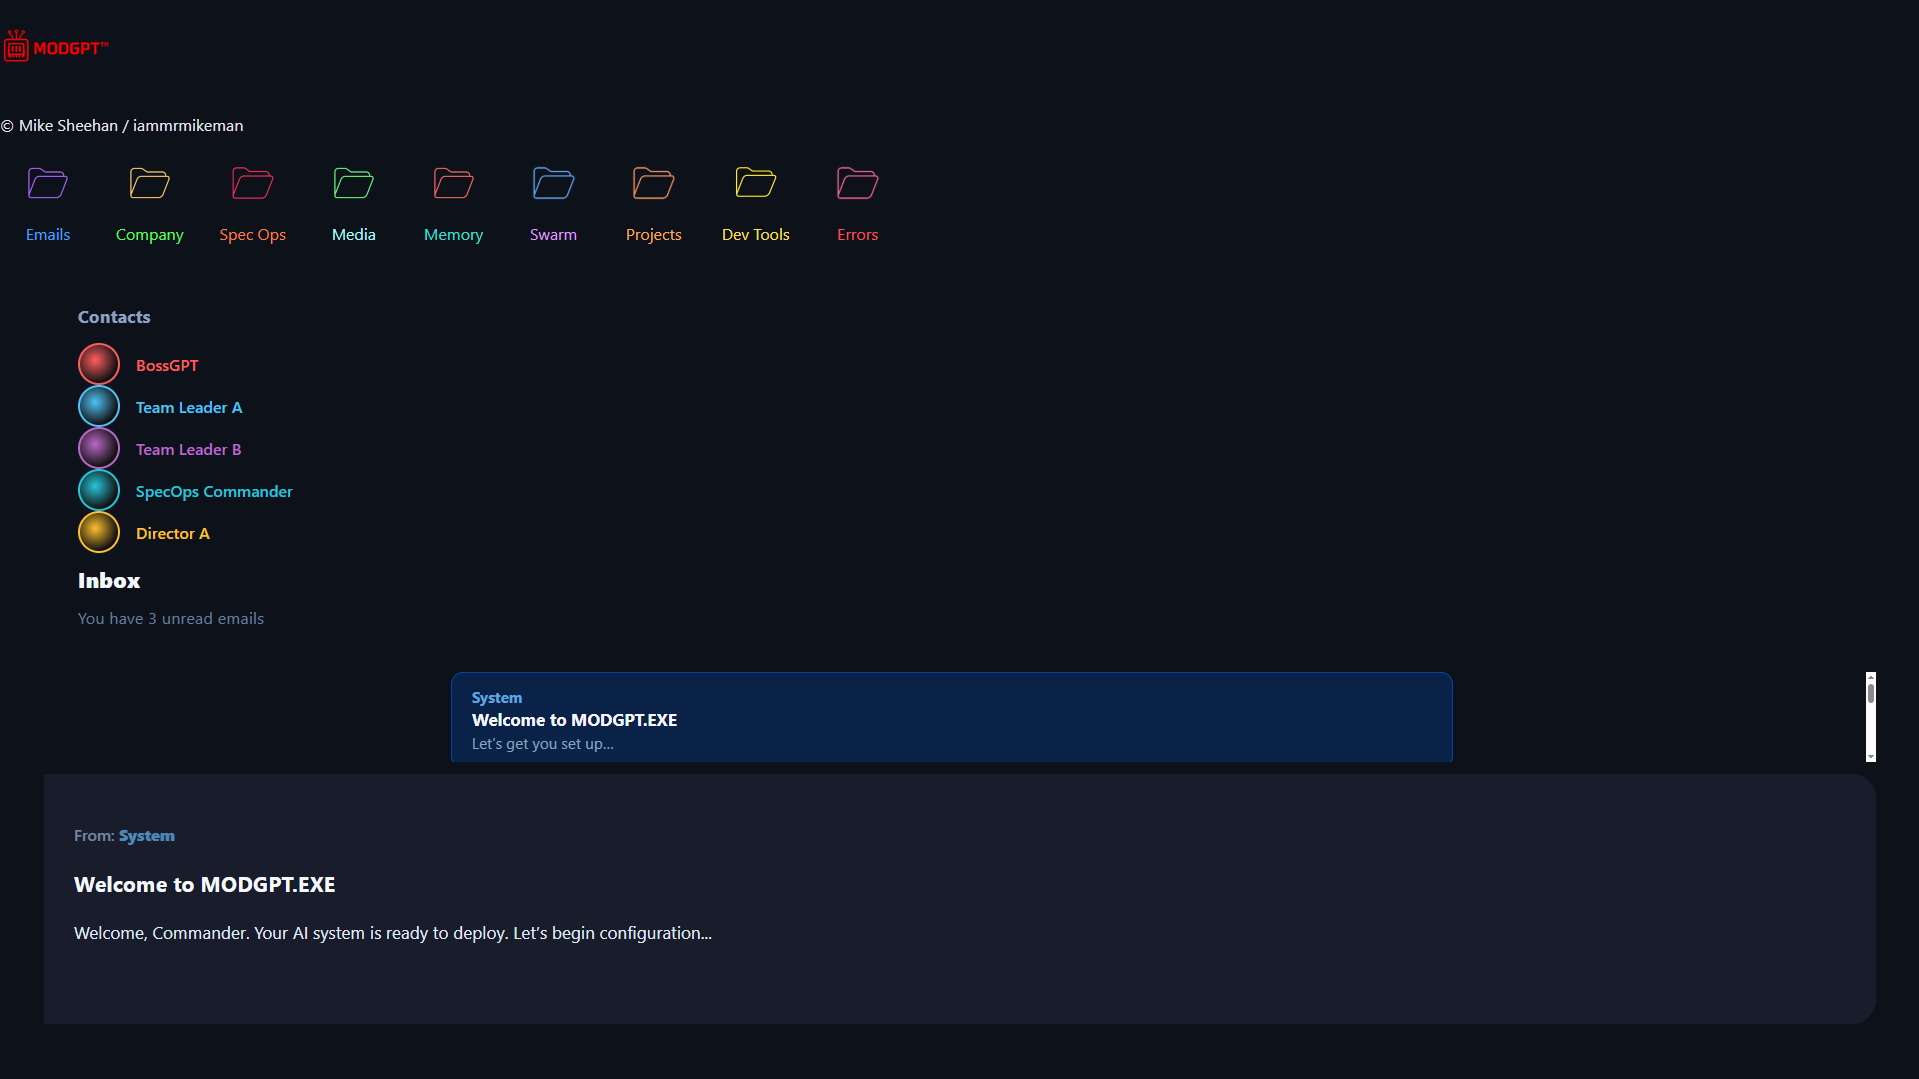 MODGPT™
© Mike Sheehan / iammrmikeman
Emails Company Spec Ops Media Memory Swarm Projects Dev Tools Errors
Contacts
BossGPT
Team Leader A
Team Leader B
SpecOps Commander
Director A
Inbox
You have 3 unread emails
System
Welcome to MODGPT.EXE
Let’s get you set up...
From: System
Welcome to MODGPT.EXE
Welcome, Commander. Your AI system is ready to deploy. Let’s begin configuration...